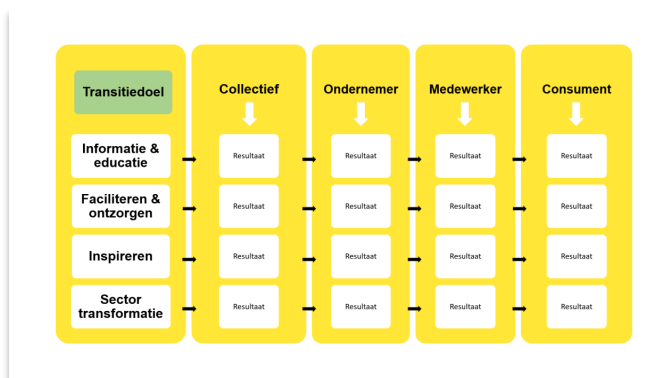 Transitiedoel
Collectief
Ondernemer
Medewerker
Consument
Informatie &
educatie
Resultaat
Resultaat
Resultaat
Resultaat
Faciliteren &
ontzorgen
Resultaat
Resultaat
Resultaat
Resultaat
Inspireren
Resultaat
Resultaat
Resultaat
Resultaat
Sector
transformatie
Resultaat
Resultaat
Resultaat
Resultaat